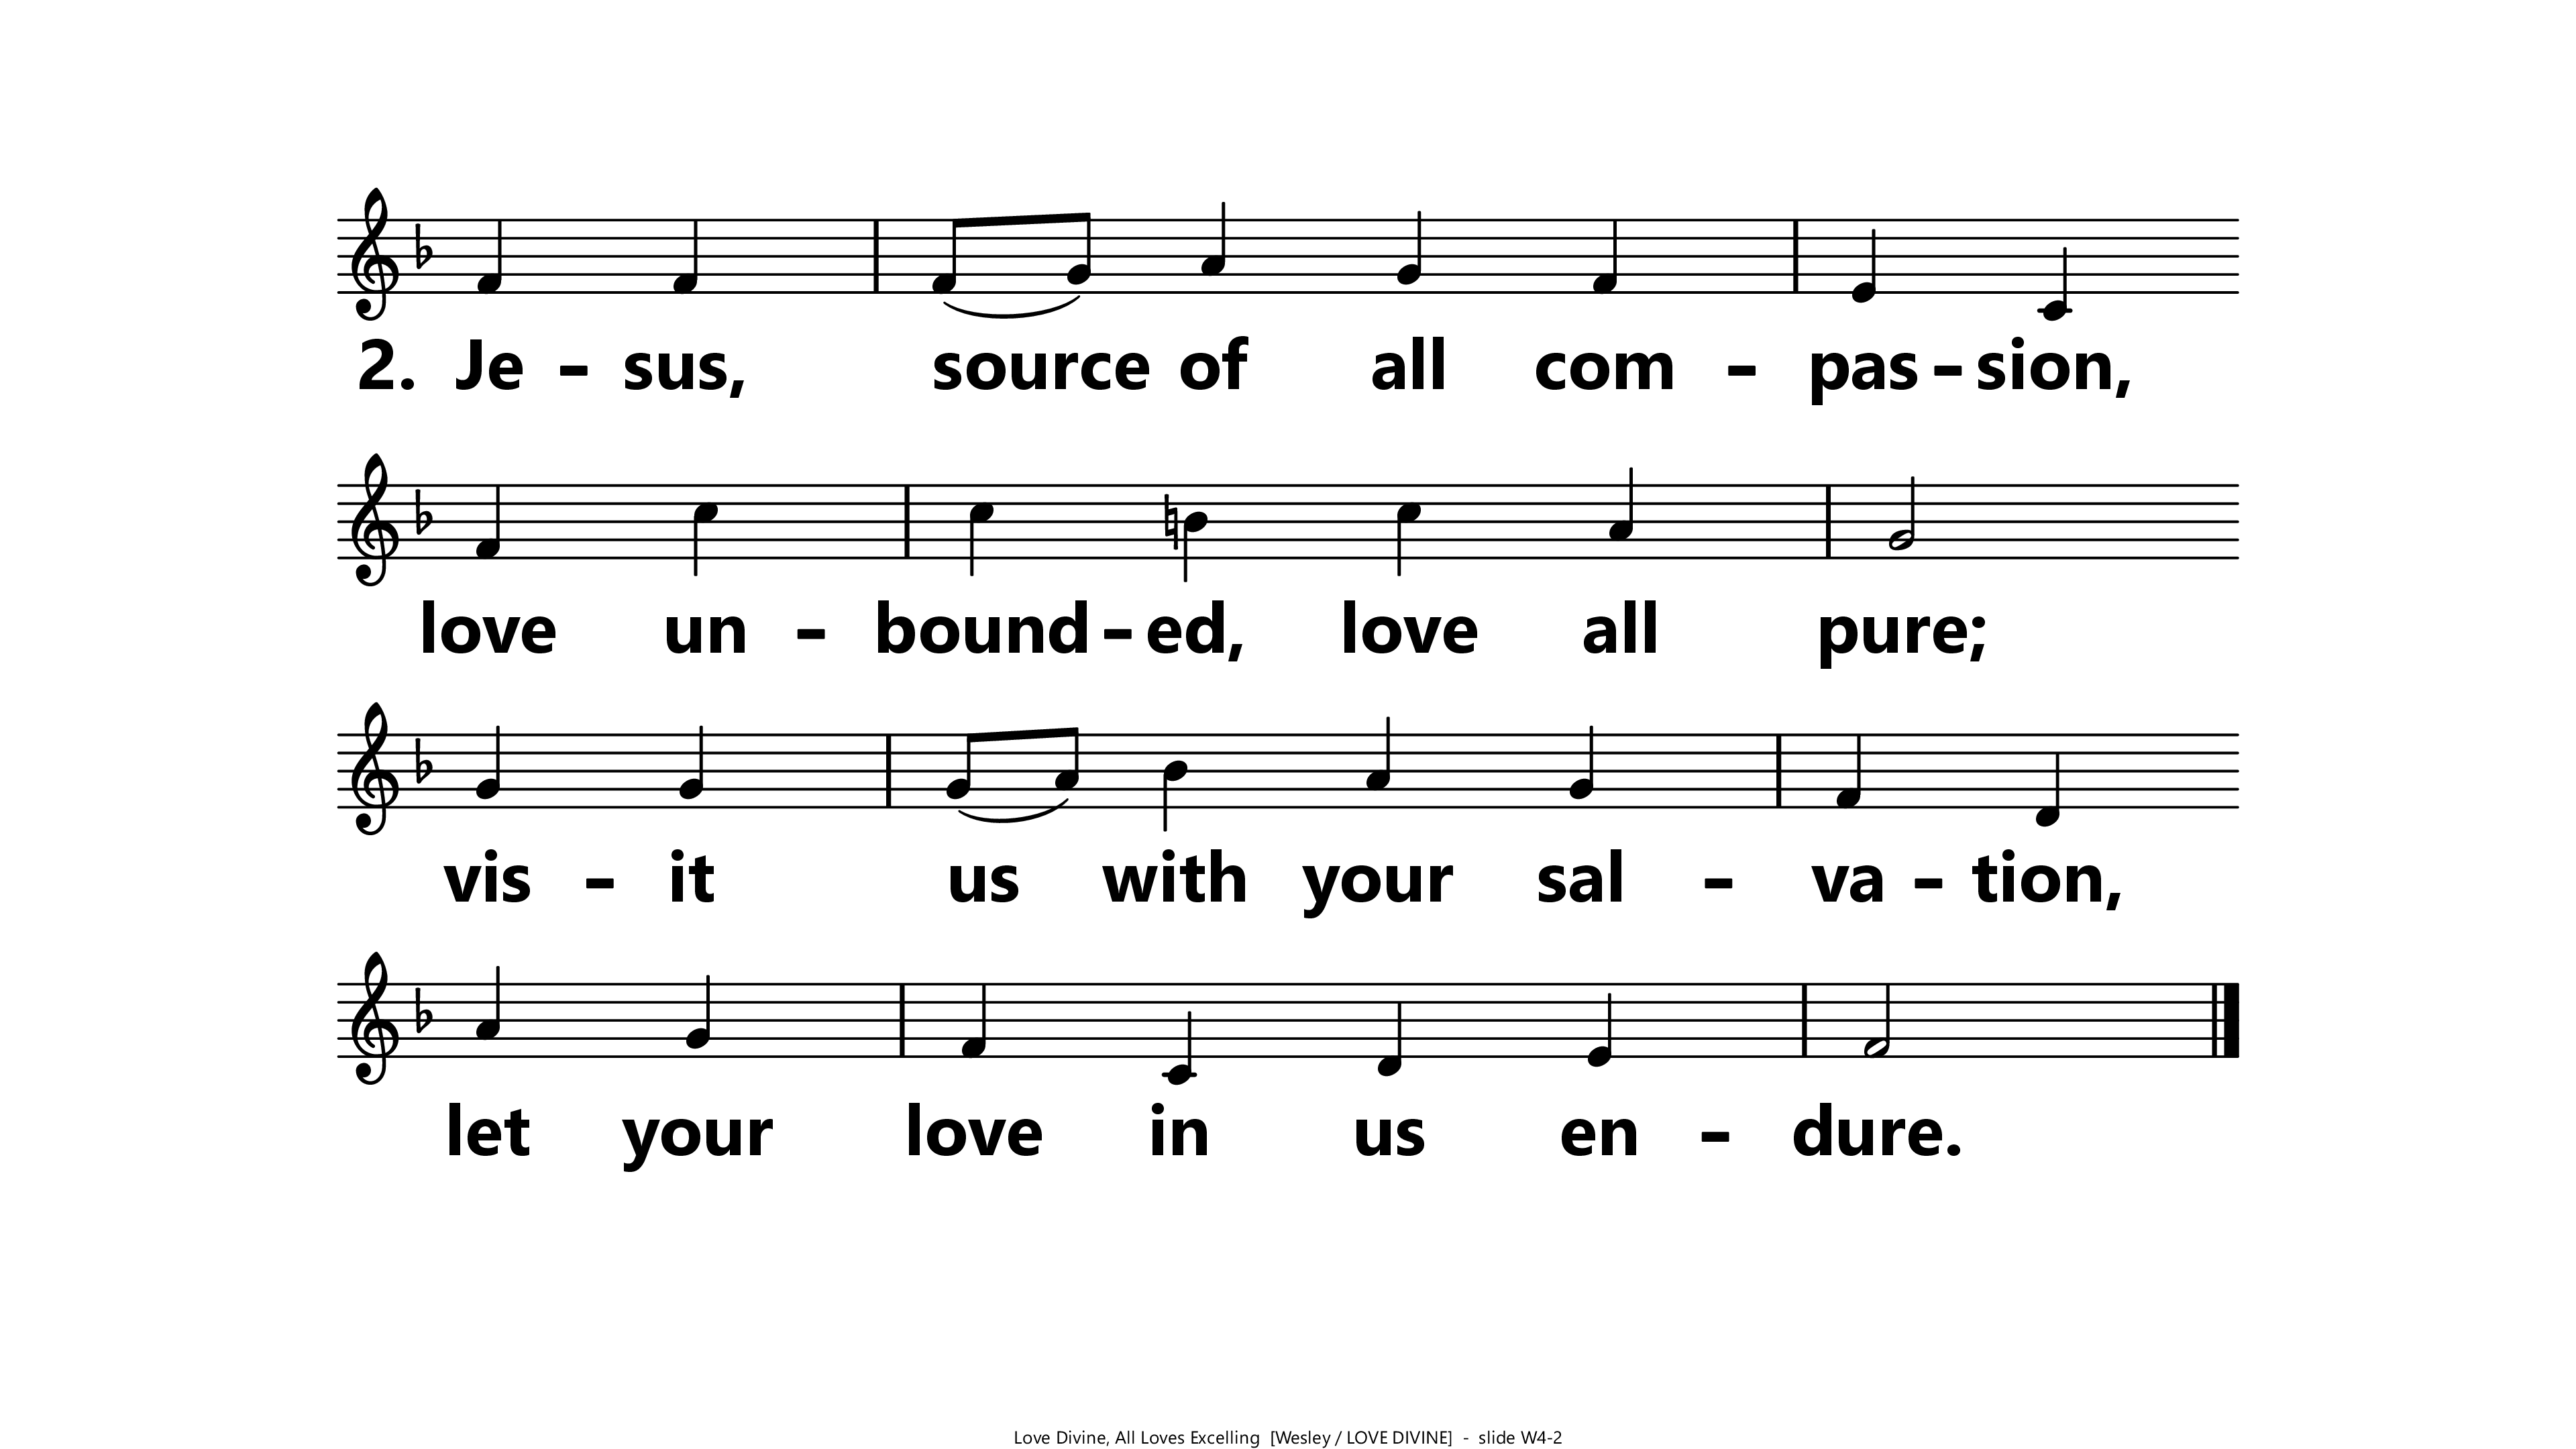 2. Je - sus, source of all com - pas - sion,
love un - bound - ed, love all pure;
vis - it us with your sal - va - tion,
let your love in us en - dure.
Love Divine, All Loves Excelling [Wesley / LOVE DIVINE] - slide W4-2